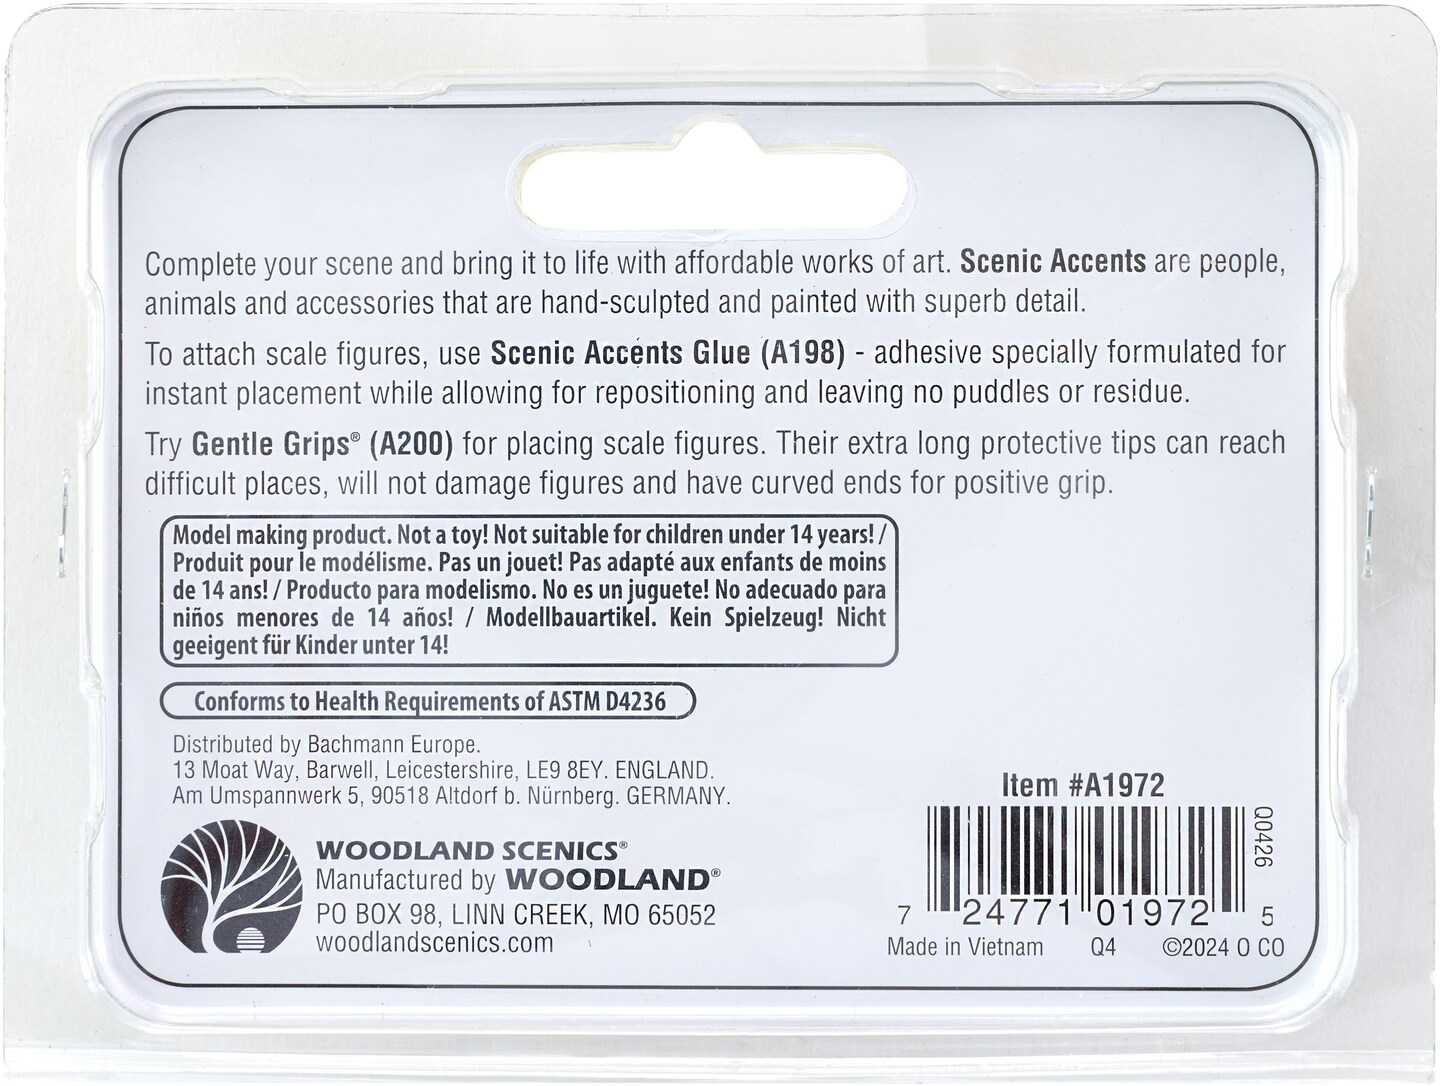 Complete your scene and bring it to life with affordable works of art. Scenic Accents are people,
animals and accessories that are hand-sculpted and painted with superb detail.
To attach scale figures, use Scenic Accents Glue (A198) - adhesive specially formulated for
instant placement while allowing for repositioning and leaving no puddles or residue.
Try Gentle Grips® (A200) for placing scale figures. Their extra long protective tips can reach
difficult places, will not damage figures and have curved ends for positive grip.
Model making product. Not a toy! Not suitable for children under 14 years! /
Produit pour le modélisme. Pas un jouet! Pas adapté aux enfants de moins
de 14 ans! / Producto para modelismo. No es un juguete! No adecuado para
niños menores de 14 años! / Modellbauartikel. Kein Spielzeug! Nicht
geeigent für Kinder unter 14!
Conforms to Health Requirements of ASTM D4236
Distributed by Bachmann Europe.
13 Moat Way, Barwell, Leicestershire, LE9 8EY. ENGLAND.
Am Umspannwerk 5, 90518 Altdorf b. Nürnberg. GERMANY.
WOODLAND SCENICS®
Manufactured by WOODLAND®
PO BOX 98, LINN CREEK, MO 65052
woodlandscenics.com
Item #A1972
Q0426
7 24771 01972 5
Made in Vietnam Q4 ©2024 O CO